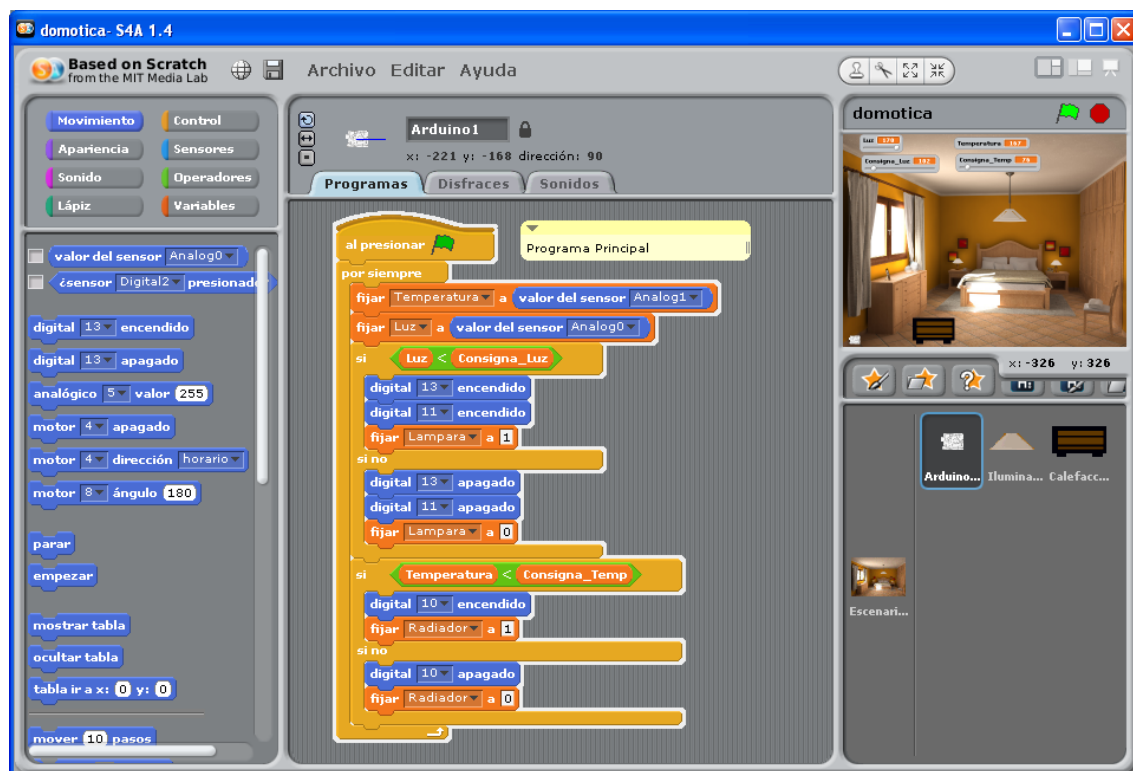 domotica- S4A 1.4
Based on Scratch
from the MIT Media Lab
Archivo Editar Ayuda
Movimiento Control
Apariencia Sensores
Sonido Operadores
Lápiz Variables
valor del sensor Analog0
¿sensor Digital2 presionado
digital 13 encendido
digital 13 apagado
analógico 5 valor 255
motor 4 apagado
motor 4 dirección horario
motor 8 ángulo 180
parar
empezar
mostrar tabla
ocultar tabla
tabla ir a x: 0 y: 0
mover 10 pasos
Arduino1
x: -221 y: -168 dirección: 90
Programas Disfraces Sonidos
al presionar
Programa Principal
por siempre
fijar Temperatura a valor del sensor Analog1
fijar Luz a valor del sensor Analog0
si Luz < Consigna_Luz
digital 13 encendido
digital 11 encendido
fijar Lampara a 1
si no
digital 13 apagado
digital 11 apagado
fijar Lampara a 0
si Temperatura < Consigna_Temp
digital 10 encendido
fijar Radiador a 1
si no
digital 10 apagado
fijar Radiador a 0
domotica
Luz
Temperatura
Consigna_Luz
Consigna_Temp
x: -326 y: 326
Arduino... Ilumina... Calefacc...
Escenari...